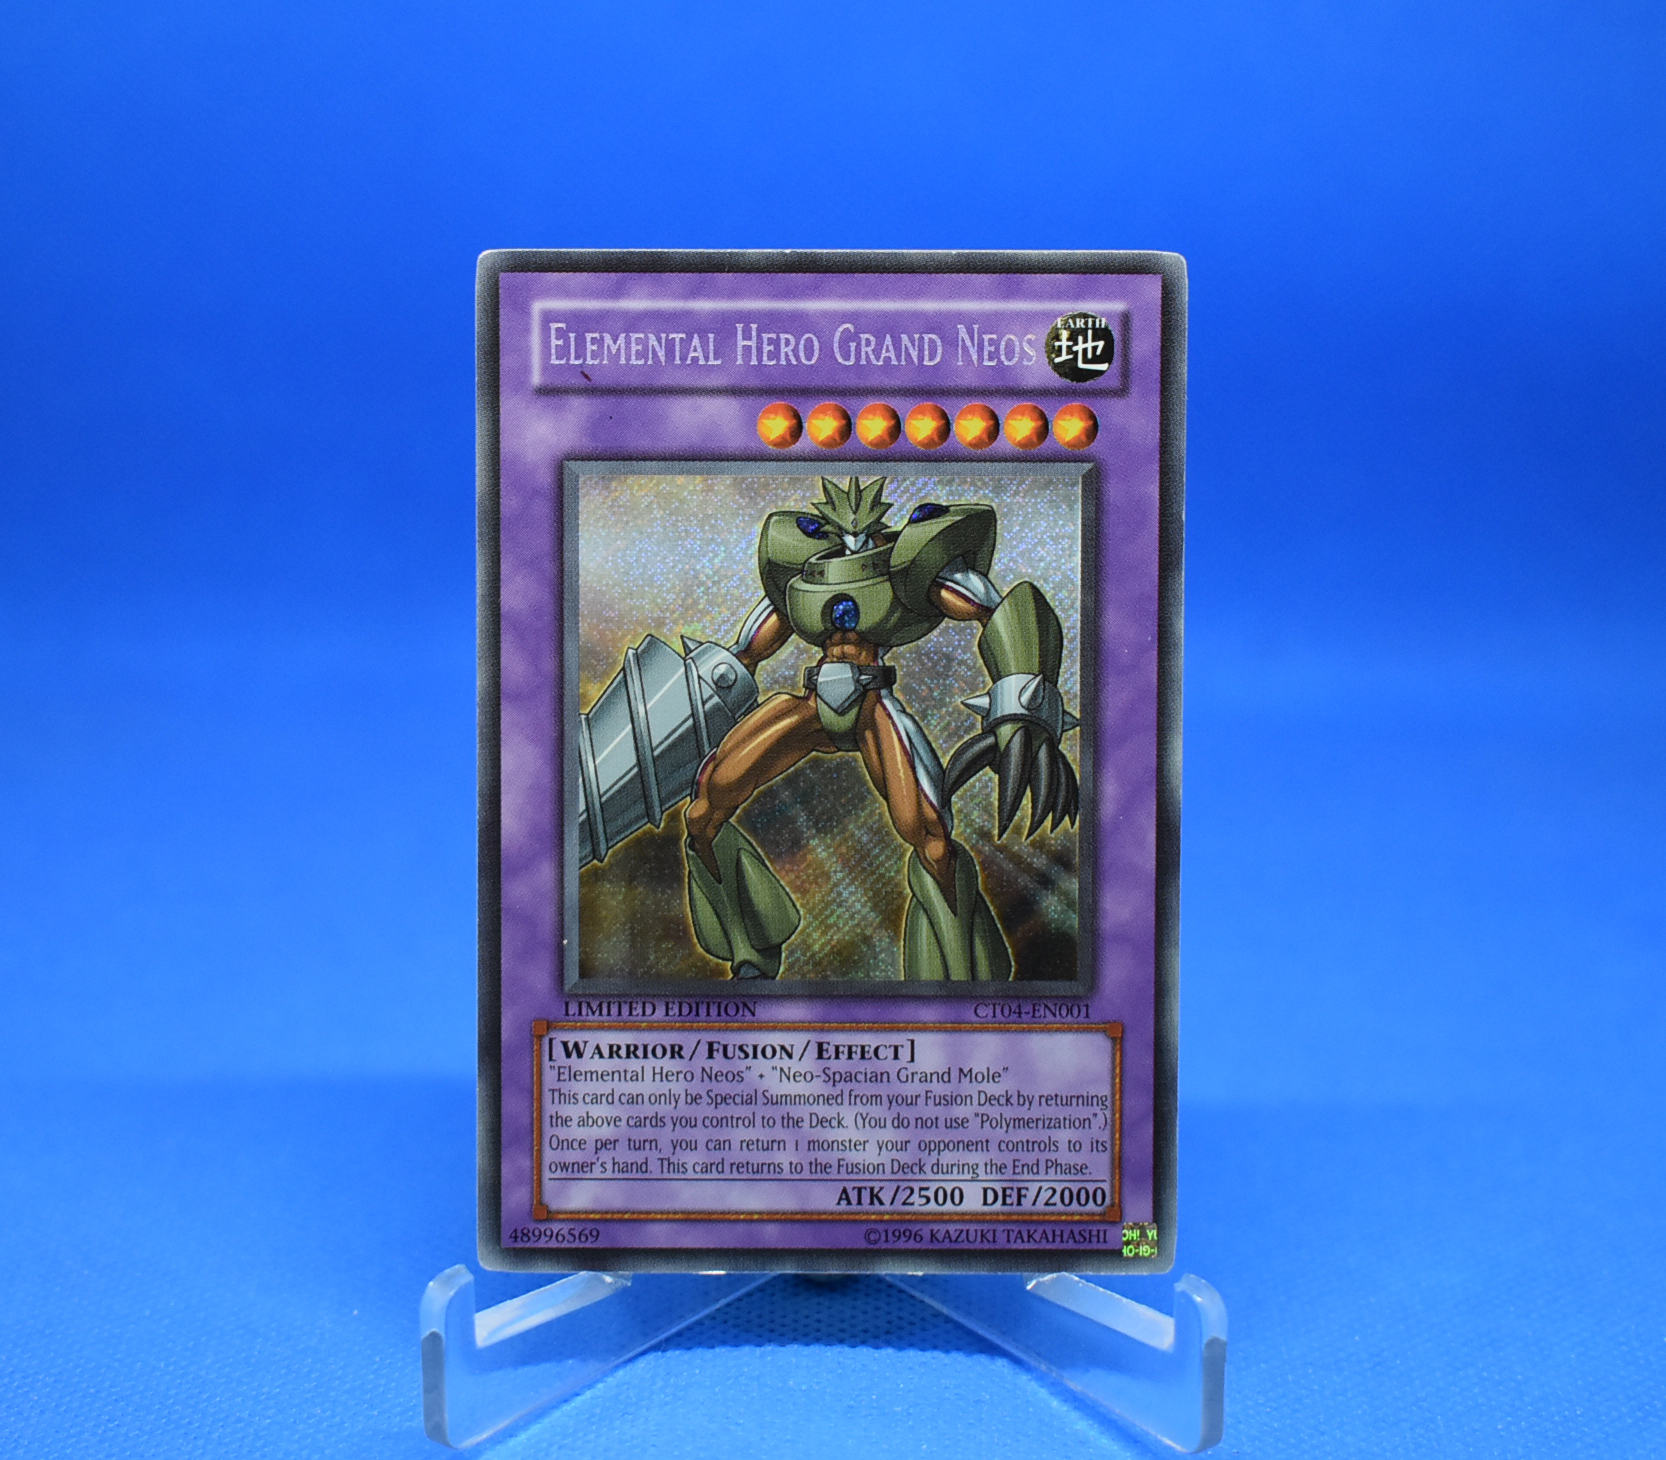 Elemental Hero Grand Neos
EARTH
地
LIMITED EDITION
CT04-EN001
[Warrior/Fusion/Effect]
"Elemental Hero Neos" + "Neo-Spacian Grand Mole"
This card can only be Special Summoned from your Fusion Deck by returning
the above cards you control to the Deck. (You do not use "Polymerization".)
Once per turn, you can return 1 monster your opponent controls to its
owner's hand. This card returns to the Fusion Deck during the End Phase.
ATK/2500 DEF/2000
48996569
©1996 KAZUKI TAKAHASHI